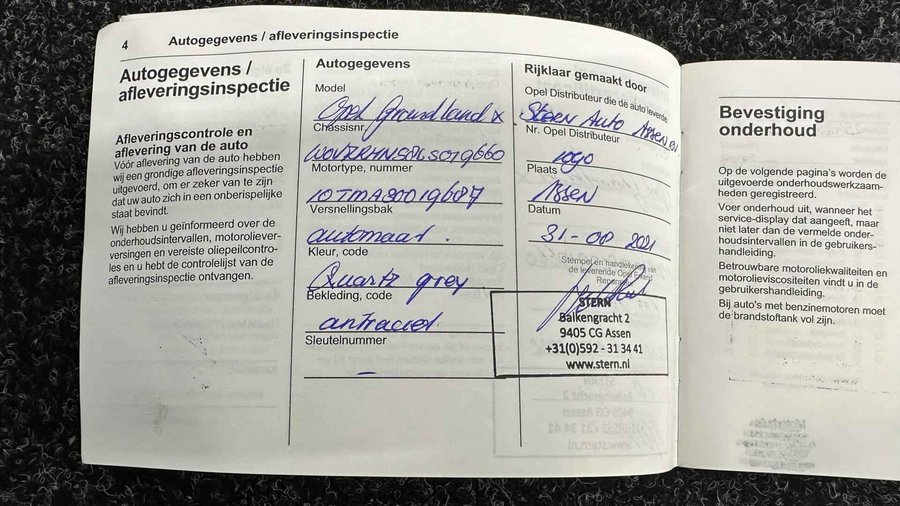 4 Autogegevens / afleveringsinspectie
Autogegevens /
afleveringsinspectie
Afleveringscontrole en
aflevering van de auto
Vóór aflevering van de auto hebben
wij een grondige afleveringsinspectie
uitgevoerd, om er zeker van te zijn
dat uw auto zich in een onberispelijke
staat bevindt.
Wij hebben u geïnformeerd over de
onderhoudsintervallen, motoroliever-
versingen en vereiste oliepeilcontro-
les en u hebt de controlelijst van de
afleveringsinspectie ontvangen.
Autogegevens
Model
Opel Grandland X
Chassisnr
Motortype, nummer
Versnellingsbak
automaat.
Kleur, code
Quartz grey
Bekleding, code
antraciet
Sleutelnummer
–
Rijklaar gemaakt door
Opel Distributeur die de auto leverde
Stern Auto Assen BV
Nr. Opel Distributeur
1090
Plaats
Assen
Datum
31-08 2021
Stempel en handtekening van
de leverende Opel
STERN
Balkengracht 2
9405 CG Assen
+31(0)592 - 31 34 41
www.stern.nl
Bevestiging
onderhoud
Op de volgende pagina's worden de
uitgevoerde onderhoudswerkzaam-
heden geregistreerd.
Voer onderhoud uit, wanneer het
service-display dat aangeeft, maar
niet later dan de vermelde onder-
houdsintervallen in de gebruikers-
handleiding.
Betrouwbare motoroliekwaliteiten en
motorolieviscositeiten vindt u in de
gebruikershandleiding.
Bij auto's met benzinemotoren moet
de brandstoftank vol zijn.